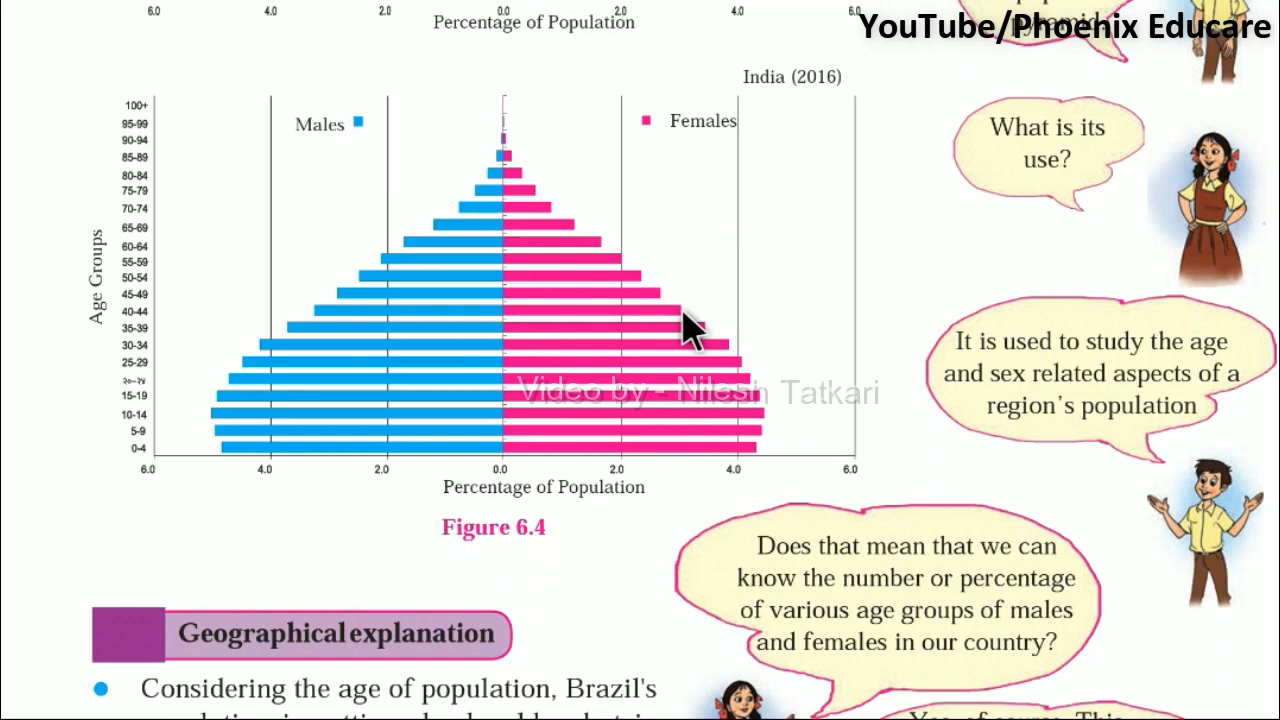 6.0
4.0
2.0
0.0
2.0
4.0
6.0
Percentage of Population
YouTube/Phoenix Educare
pyramid.
India (2016)
Males
Females
Age Groups
100+
95-99
90-94
85-89
80-84
75-79
70-74
65-69
60-64
55-59
50-54
45-49
40-44
35-39
30-34
25-29
२०-२४
15-19
10-14
5-9
0-4
6.0
4.0
2.0
0.0
2.0
4.0
6.0
Percentage of Population
Figure 6.4
Video by - Nilesh Tatkari
What is its
use?
It is used to study the age
and sex related aspects of a
region's population
Does that mean that we can
know the number or percentage
of various age groups of males
and females in our country?
Geographical explanation
Considering the age of population, Brazil's
Yes, of course. This